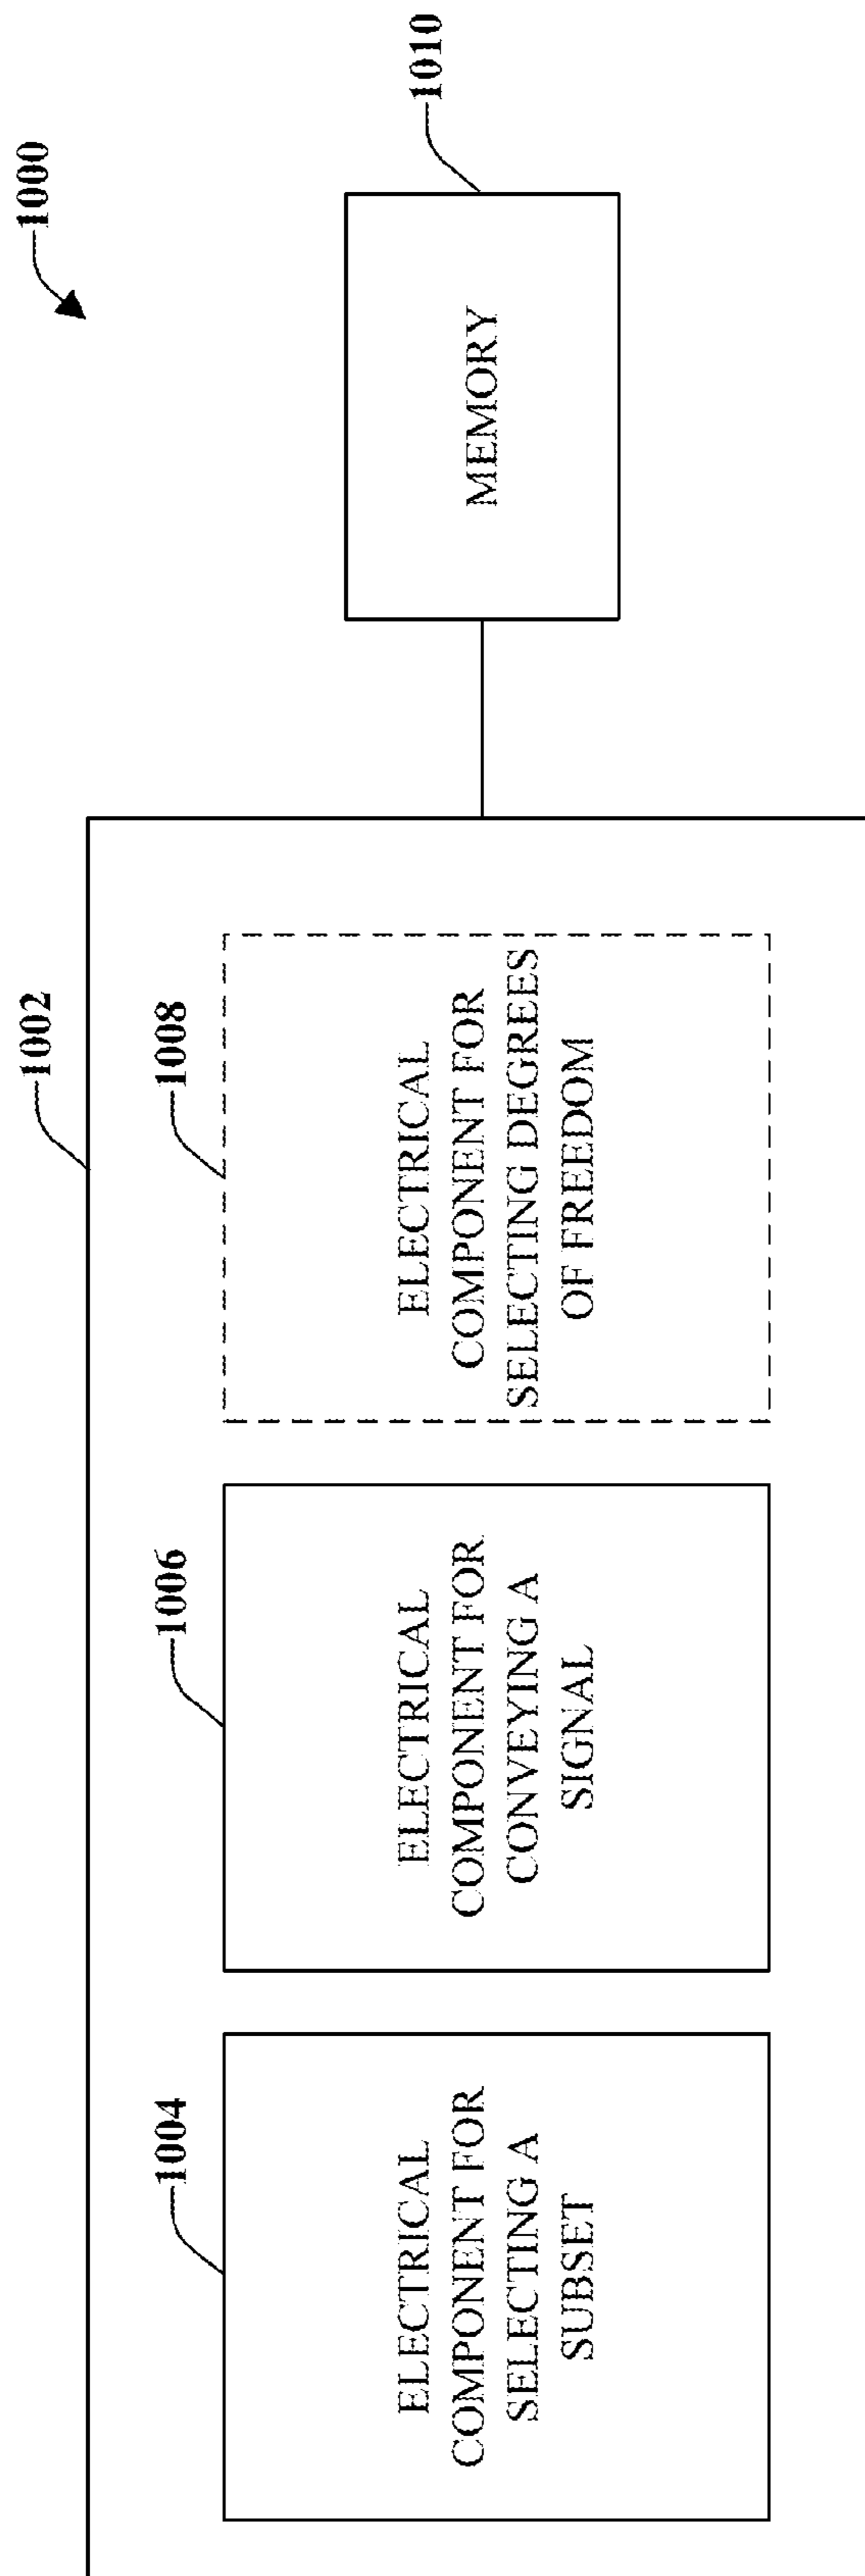 1000
1002
1004
ELECTRICAL
COMPONENT FOR
SELECTING A
SUBSET
1006
ELECTRICAL
COMPONENT FOR
CONVEYING A
SIGNAL
1008
ELECTRICAL
COMPONENT FOR
SELECTING DEGREES
OF FREEDOM
1010
MEMORY